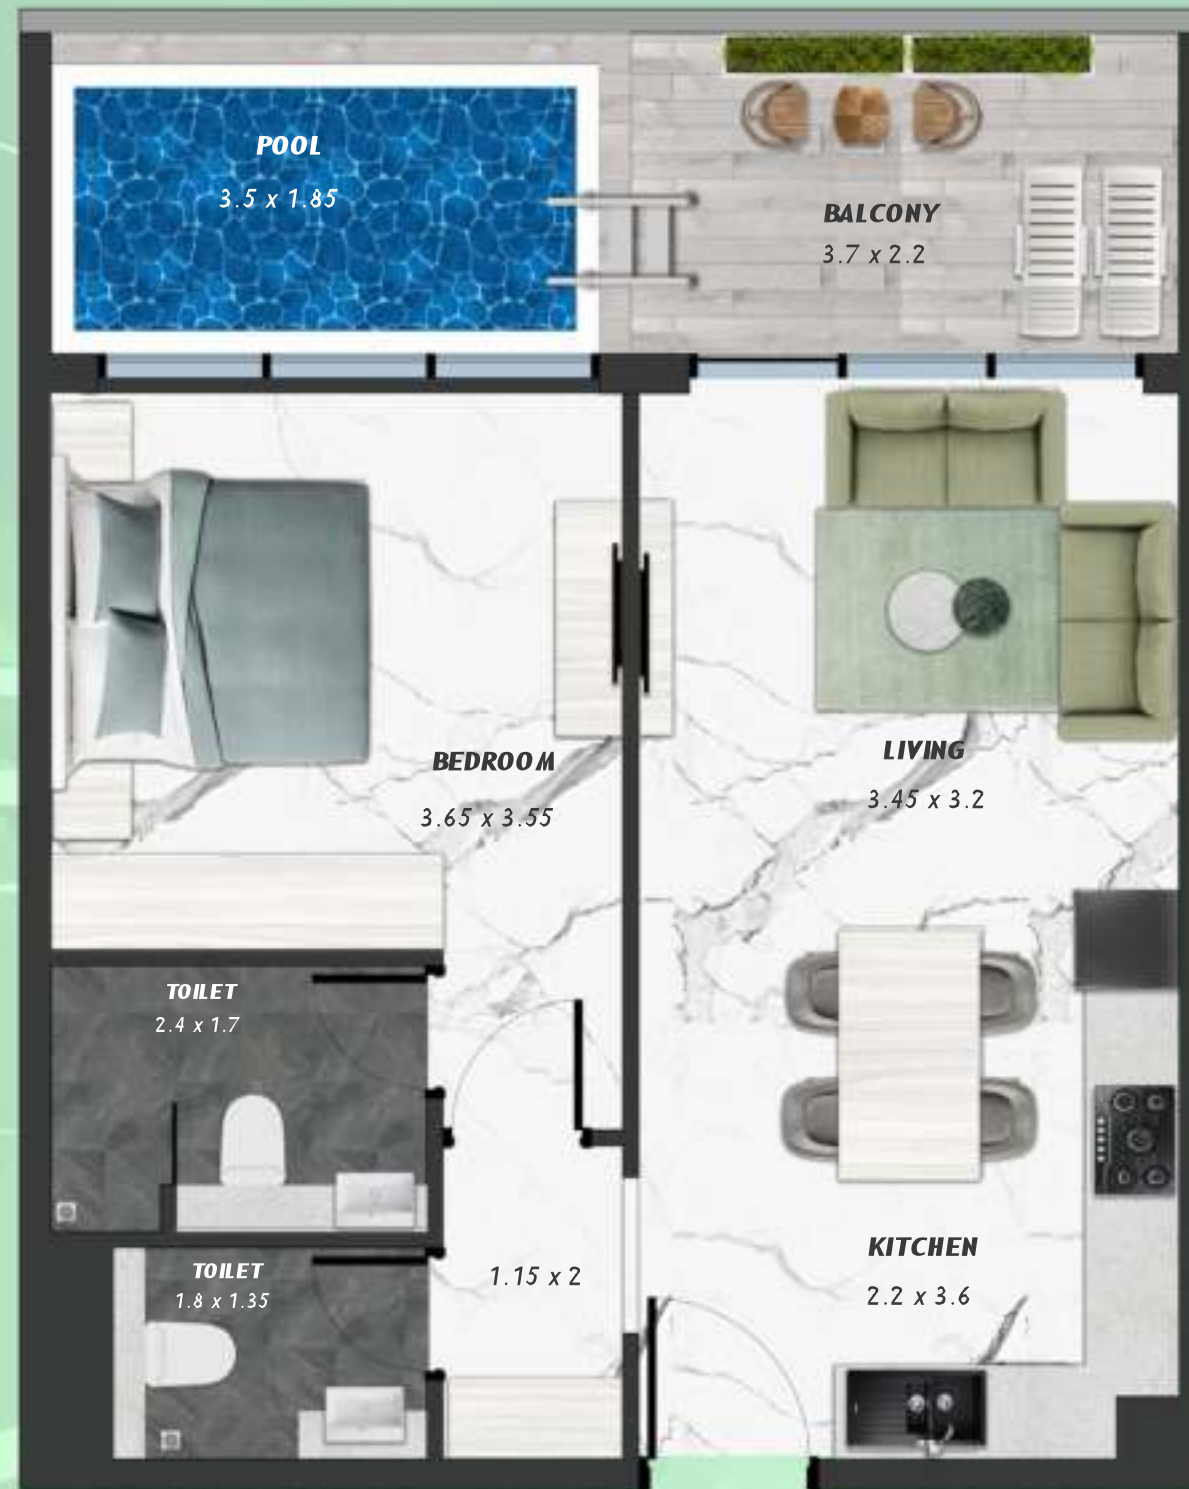 POOL
3.5 x 1.85
BALCONY
3.7 x 2.2
BEDROOM
3.65 x 3.55
LIVING
3.45 x 3.2
TOILET
2.4 x 1.7
TOILET
1.8 x 1.35
1.15 x 2
KITCHEN
2.2 x 3.6